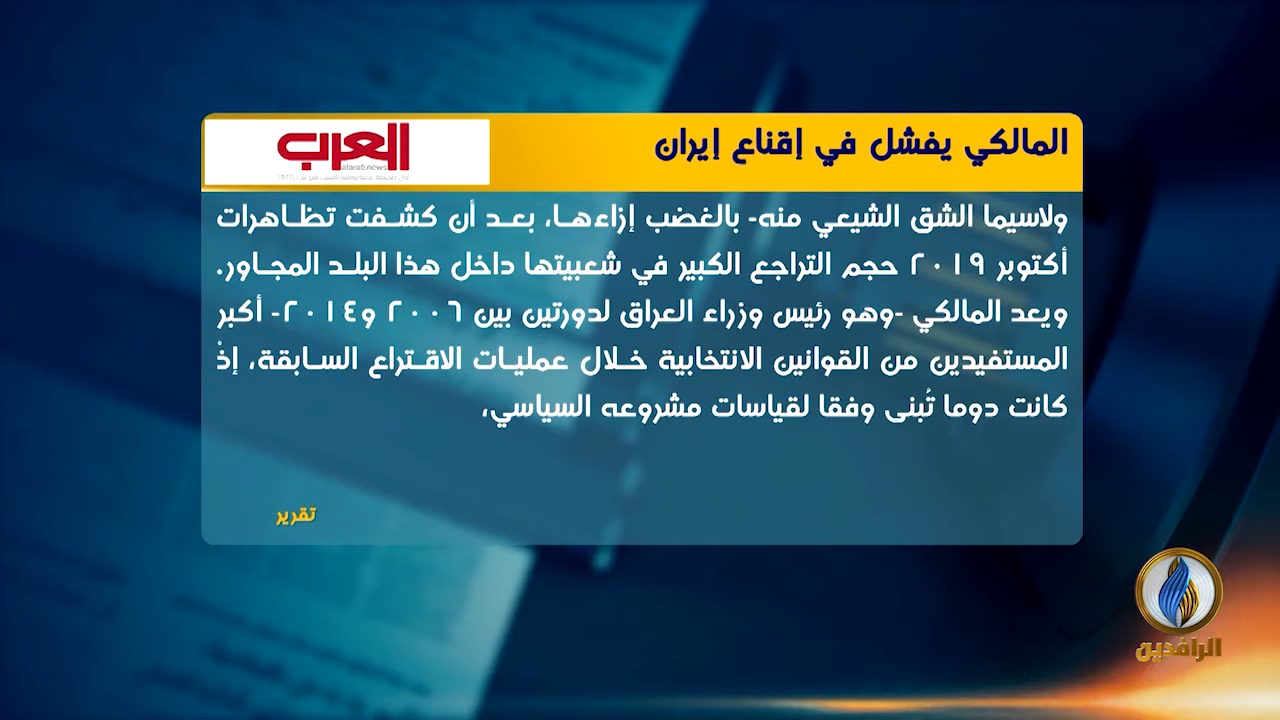 المالكي يفشل في إقناع إيران
العرب
alarab.news
ولاسيما الشق الشيعي منه- بالغضب إزاءها، بعد أن كشفت تظاهرات
أكتوبر ٢٠١٩ حجم التراجع الكبير في شعبيتها داخل هذا البلد المجاور.
ويعد المالكي -وهو رئيس وزراء العراق لدورتين بين ٢٠٠٦ و٢٠١٤- أكبر
المستفيدين من القوانين الانتخابية خلال عمليات الاقتراع السابقة، إذْ
كانت دوما تُبنى وفقا لقياسات مشروعه السياسي،
تقرير
الرافدين